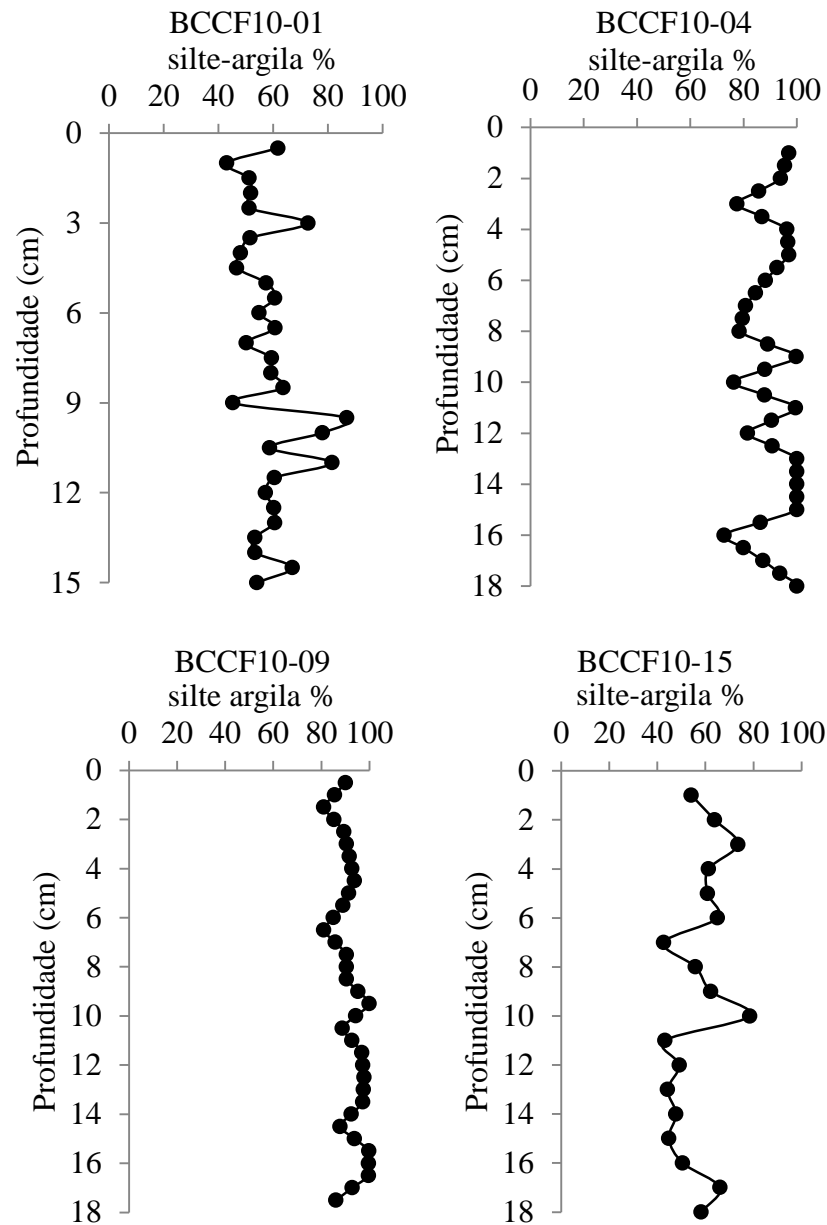 BCCF10-01
silte-argila %
0 20 40 60 80 100
0
3
6
9
12
15
Profundidade (cm)
BCCF10-04
silte-argila %
0 20 40 60 80 100
0
2
4
6
8
10
12
14
16
18
Profundidade (cm)
BCCF10-09
silte argila %
0 20 40 60 80 100
0
2
4
6
8
10
12
14
16
18
Profundidade (cm)
BCCF10-15
silte-argila %
0 20 40 60 80 100
0
2
4
6
8
10
12
14
16
18
Profundidade (cm)